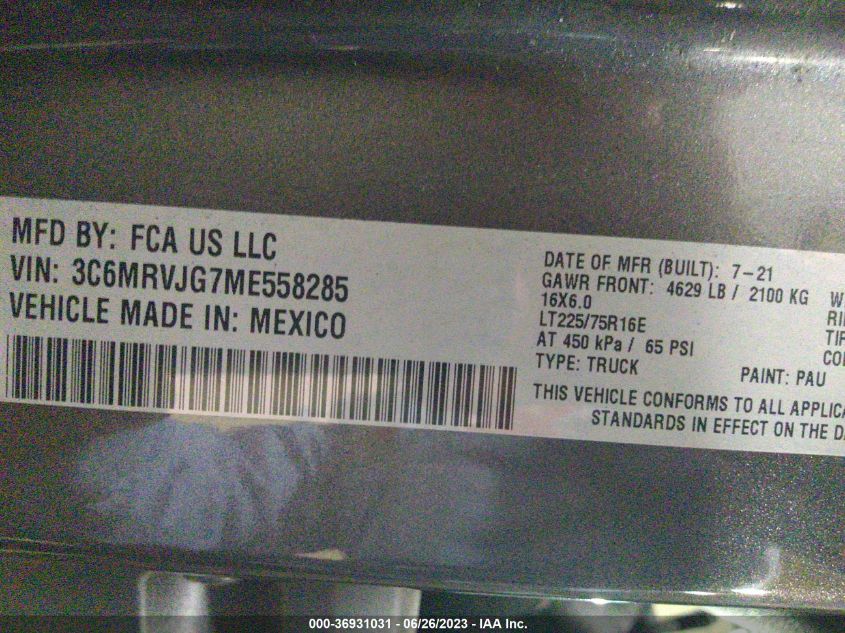 MFD BY: FCA US LLC
VIN: 3C6MRVJG7ME558285
VEHICLE MADE IN: MEXICO
DATE OF MFR (BUILT): 7-21
GAWR FRONT: 4629 LB / 2100 KG
16X6.0
LT225/75R16E
AT 450 kPa / 65 PSI
TYPE: TRUCK
PAINT: PAU
THIS VEHICLE CONFORMS TO ALL
STANDARDS IN EFFECT ON THE
000-36931031 - 06/26/2023 - IAA Inc.